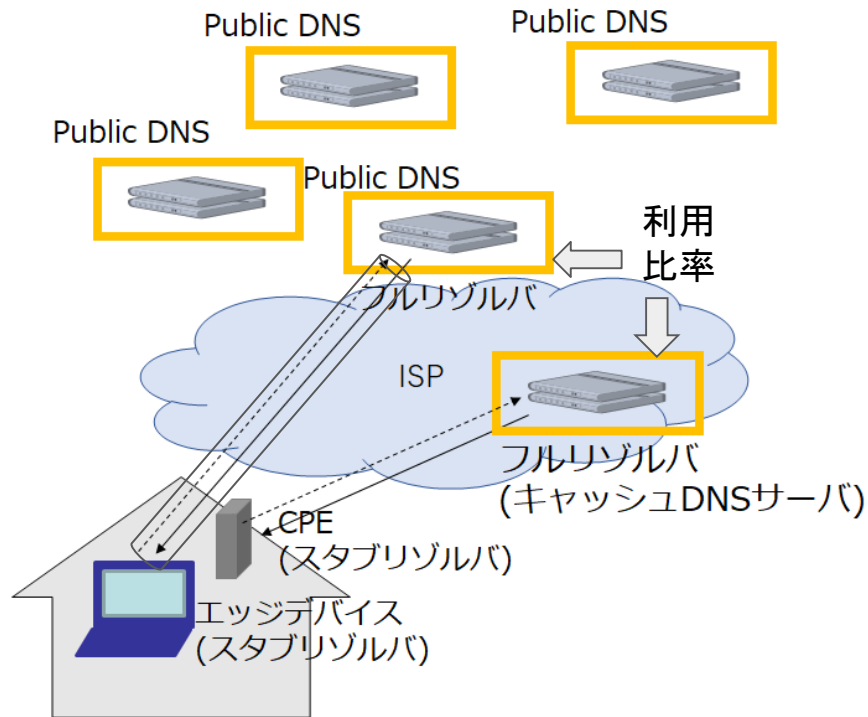 Public DNS
Public DNS
Public DNS
Public DNS
利用
比率
フルリゾルバ
ISP
フルリゾルバ
(キャッシュDNSサーバ)
CPE
(スタブリゾルバ)
エッジデバイス
(スタブリゾルバ)